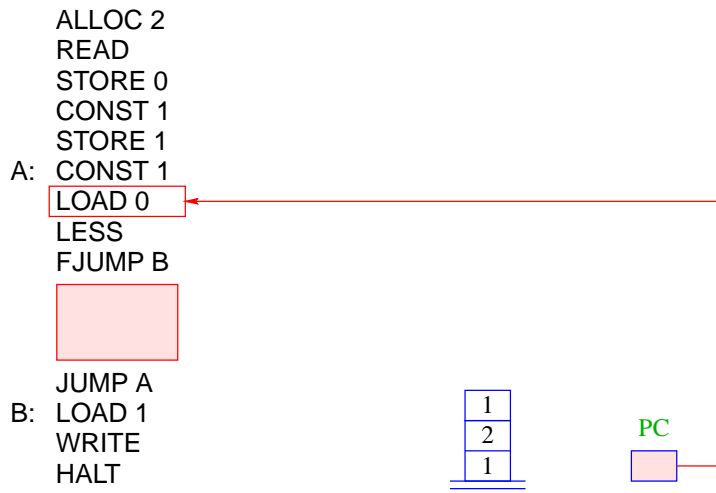 ALLOC 2
READ
STORE 0
CONST 1
STORE 1
A: CONST 1
LOAD 0
LESS
FJUMP B
JUMP A
B: LOAD 1
WRITE
HALT
1
2
1
PC